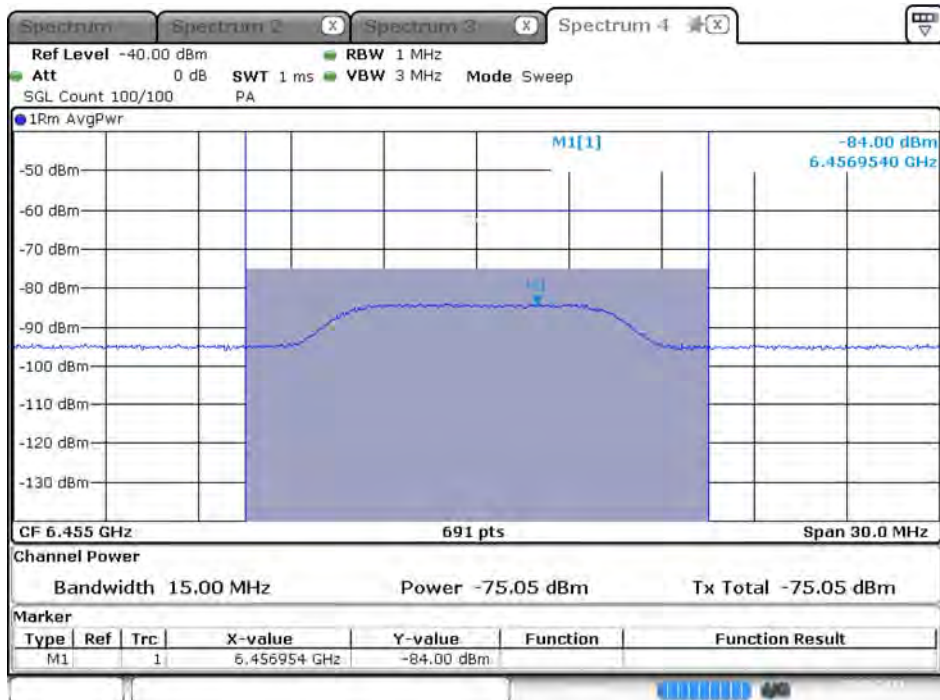 Spectrum Spectrum 2 X Spectrum 3 X Spectrum 4 X
Ref Level -40.00 dBm RBW 1 MHz
Att 0 dB SWT 1 ms VBW 3 MHz Mode Sweep
SGL Count 100/100 PA
1Rm AvgPwr
M1[1] -84.00 dBm
6.4569540 GHz
-50 dBm
-60 dBm
-70 dBm
-80 dBm
M1
-90 dBm
-100 dBm
-110 dBm
-120 dBm
-130 dBm
CF 6.455 GHz 691 pts Span 30.0 MHz
Channel Power
Bandwidth 15.00 MHz Power -75.05 dBm Tx Total -75.05 dBm
Marker
Type Ref Trc X-value Y-value Function Function Result
M1 1 6.456954 GHz -84.00 dBm